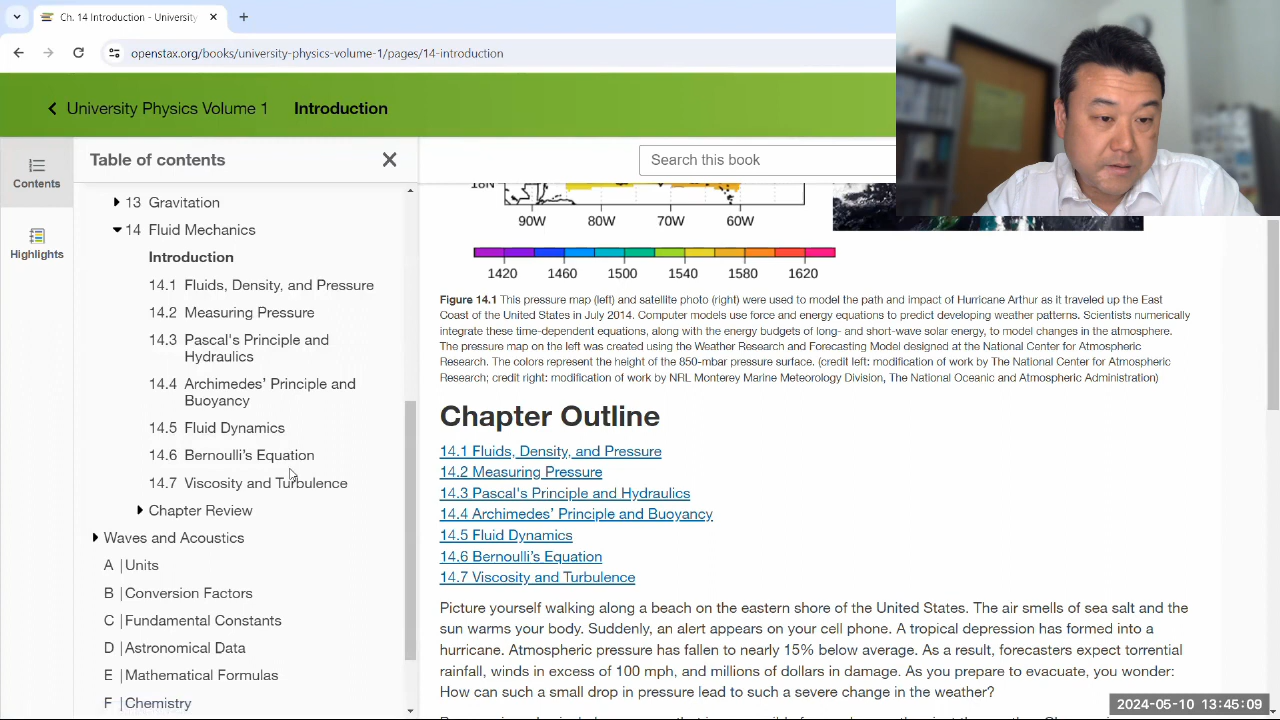 Ch. 14 Introduction - University
openstax.org/books/university-physics-volume-1/pages/14-introduction
University Physics Volume 1 Introduction
Contents
Highlights
Table of contents
13 Gravitation
14 Fluid Mechanics
Introduction
14.1 Fluids, Density, and Pressure
14.2 Measuring Pressure
14.3 Pascal's Principle and
Hydraulics
14.4 Archimedes’ Principle and
Buoyancy
14.5 Fluid Dynamics
14.6 Bernoulli’s Equation
14.7 Viscosity and Turbulence
Chapter Review
Waves and Acoustics
A | Units
B | Conversion Factors
C | Fundamental Constants
D | Astronomical Data
E | Mathematical Formulas
F | Chemistry
Search this book
18N
90W 80W 70W 60W
1420 1460 1500 1540 1580 1620
Figure 14.1 This pressure map (left) and satellite photo (right) were used to model the path and impact of Hurricane Arthur as it traveled up the East
Coast of the United States in July 2014. Computer models use force and energy equations to predict developing weather patterns. Scientists numerically
integrate these time-dependent equations, along with the energy budgets of long- and short-wave solar energy, to model changes in the atmosphere.
The pressure map on the left was created using the Weather Research and Forecasting Model designed at the National Center for Atmospheric
Research. The colors represent the height of the 850-mbar pressure surface. (credit left: modification of work by The National Center for Atmospheric
Research; credit right: modification of work by NRL Monterey Marine Meteorology Division, The National Oceanic and Atmospheric Administration)
Chapter Outline
14.1 Fluids, Density, and Pressure
14.2 Measuring Pressure
14.3 Pascal's Principle and Hydraulics
14.4 Archimedes’ Principle and Buoyancy
14.5 Fluid Dynamics
14.6 Bernoulli’s Equation
14.7 Viscosity and Turbulence
Picture yourself walking along a beach on the eastern shore of the United States. The air smells of sea salt and the
sun warms your body. Suddenly, an alert appears on your cell phone. A tropical depression has formed into a
hurricane. Atmospheric pressure has fallen to nearly 15% below average. As a result, forecasters expect torrential
rainfall, winds in excess of 100 mph, and millions of dollars in damage. As you prepare to evacuate, you wonder:
How can such a small drop in pressure lead to such a severe change in the weather?
2024-05-10 13:45:09